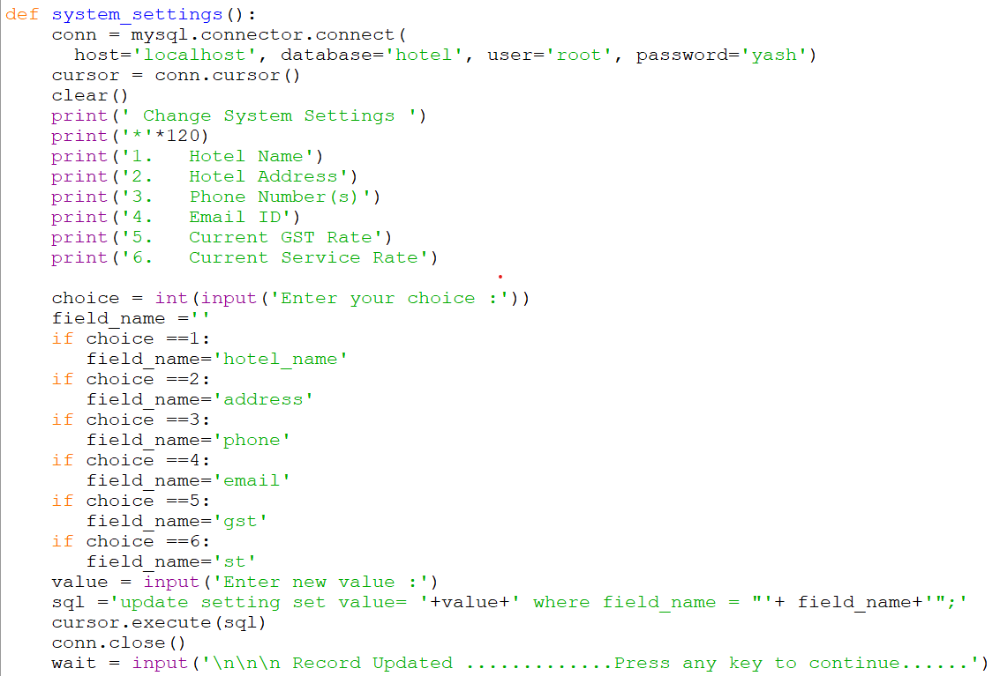 def system_settings():
    conn = mysql.connector.connect(
      host='localhost', database='hotel', user='root', password='yash')
    cursor = conn.cursor()
    clear()
    print(' Change System Settings ')
    print('*'*120)
    print('1.   Hotel Name')
    print('2.   Hotel Address')
    print('3.   Phone Number(s)')
    print('4.   Email ID')
    print('5.   Current GST Rate')
    print('6.   Current Service Rate')

    choice = int(input('Enter your choice :'))
    field_name =''
    if choice ==1:
       field_name='hotel_name'
    if choice ==2:
       field_name='address'
    if choice ==3:
       field_name='phone'
    if choice ==4:
       field_name='email'
    if choice ==5:
       field_name='gst'
    if choice ==6:
       field_name='st'
    value = input('Enter new value :')
    sql ='update setting set value= '+value+' where field_name = "'+ field_name+'";'
    cursor.execute(sql)
    conn.close()
    wait = input('\n\n\n Record Updated .............Press any key to continue......')